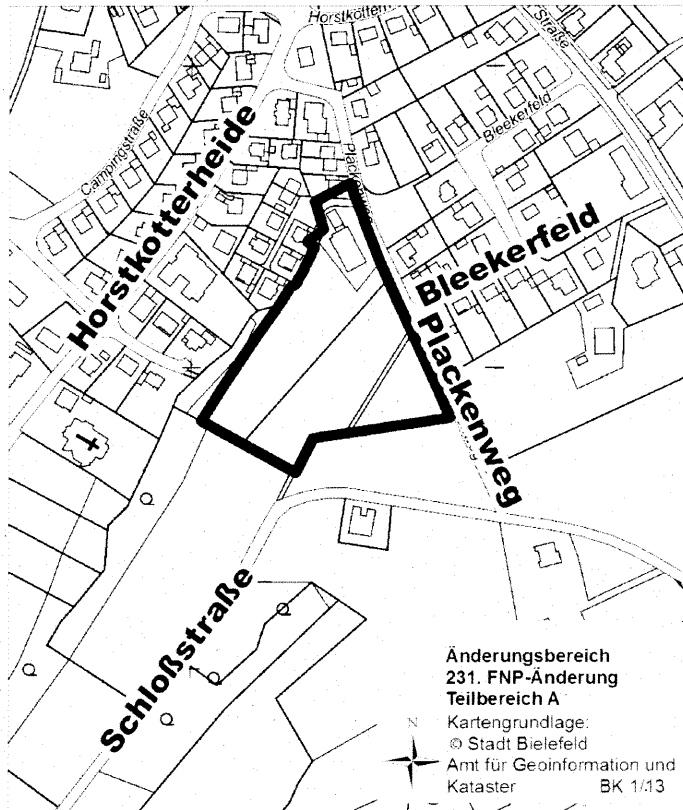 Horstkotterh
Straße
Campingstraße
Horstkotterheide
Bleekerfeld
Bleekerfeld
Plackenweg
Schloßstraße
Änderungsbereich
231. FNP-Änderung
Teilbereich A
N Kartengrundlage:
© Stadt Bielefeld
Amt für Geoinformation und
Kataster BK 1/13